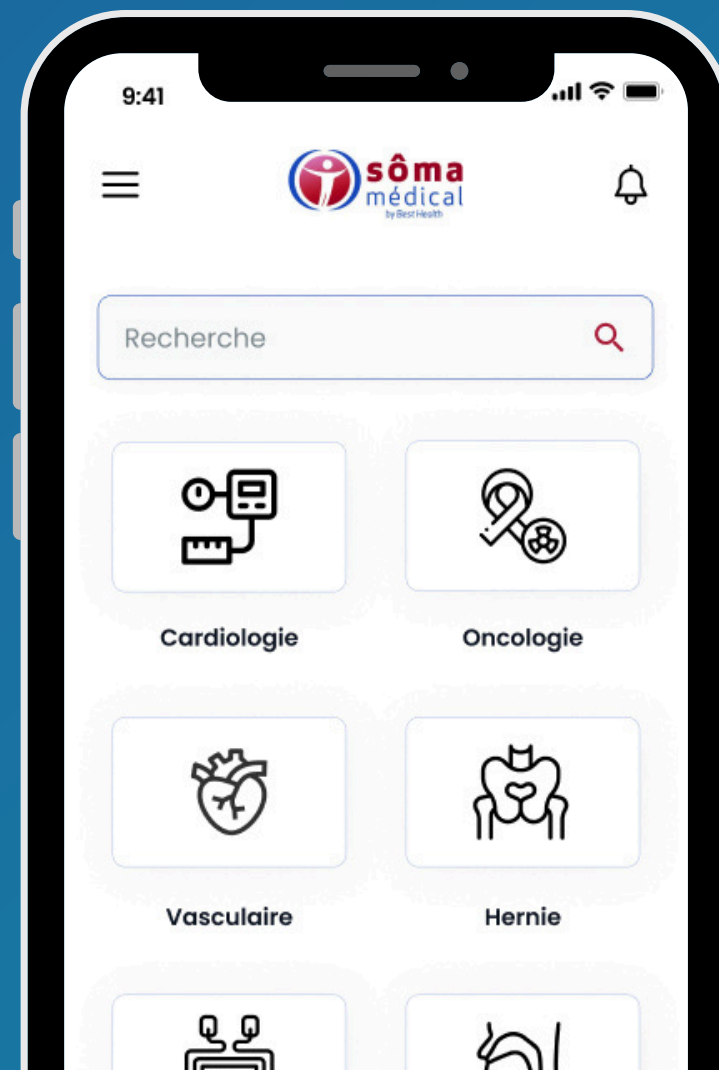 9:41
sôma
médical
by Best Health
Recherche
Cardiologie
Oncologie
Vasculaire
Hernie